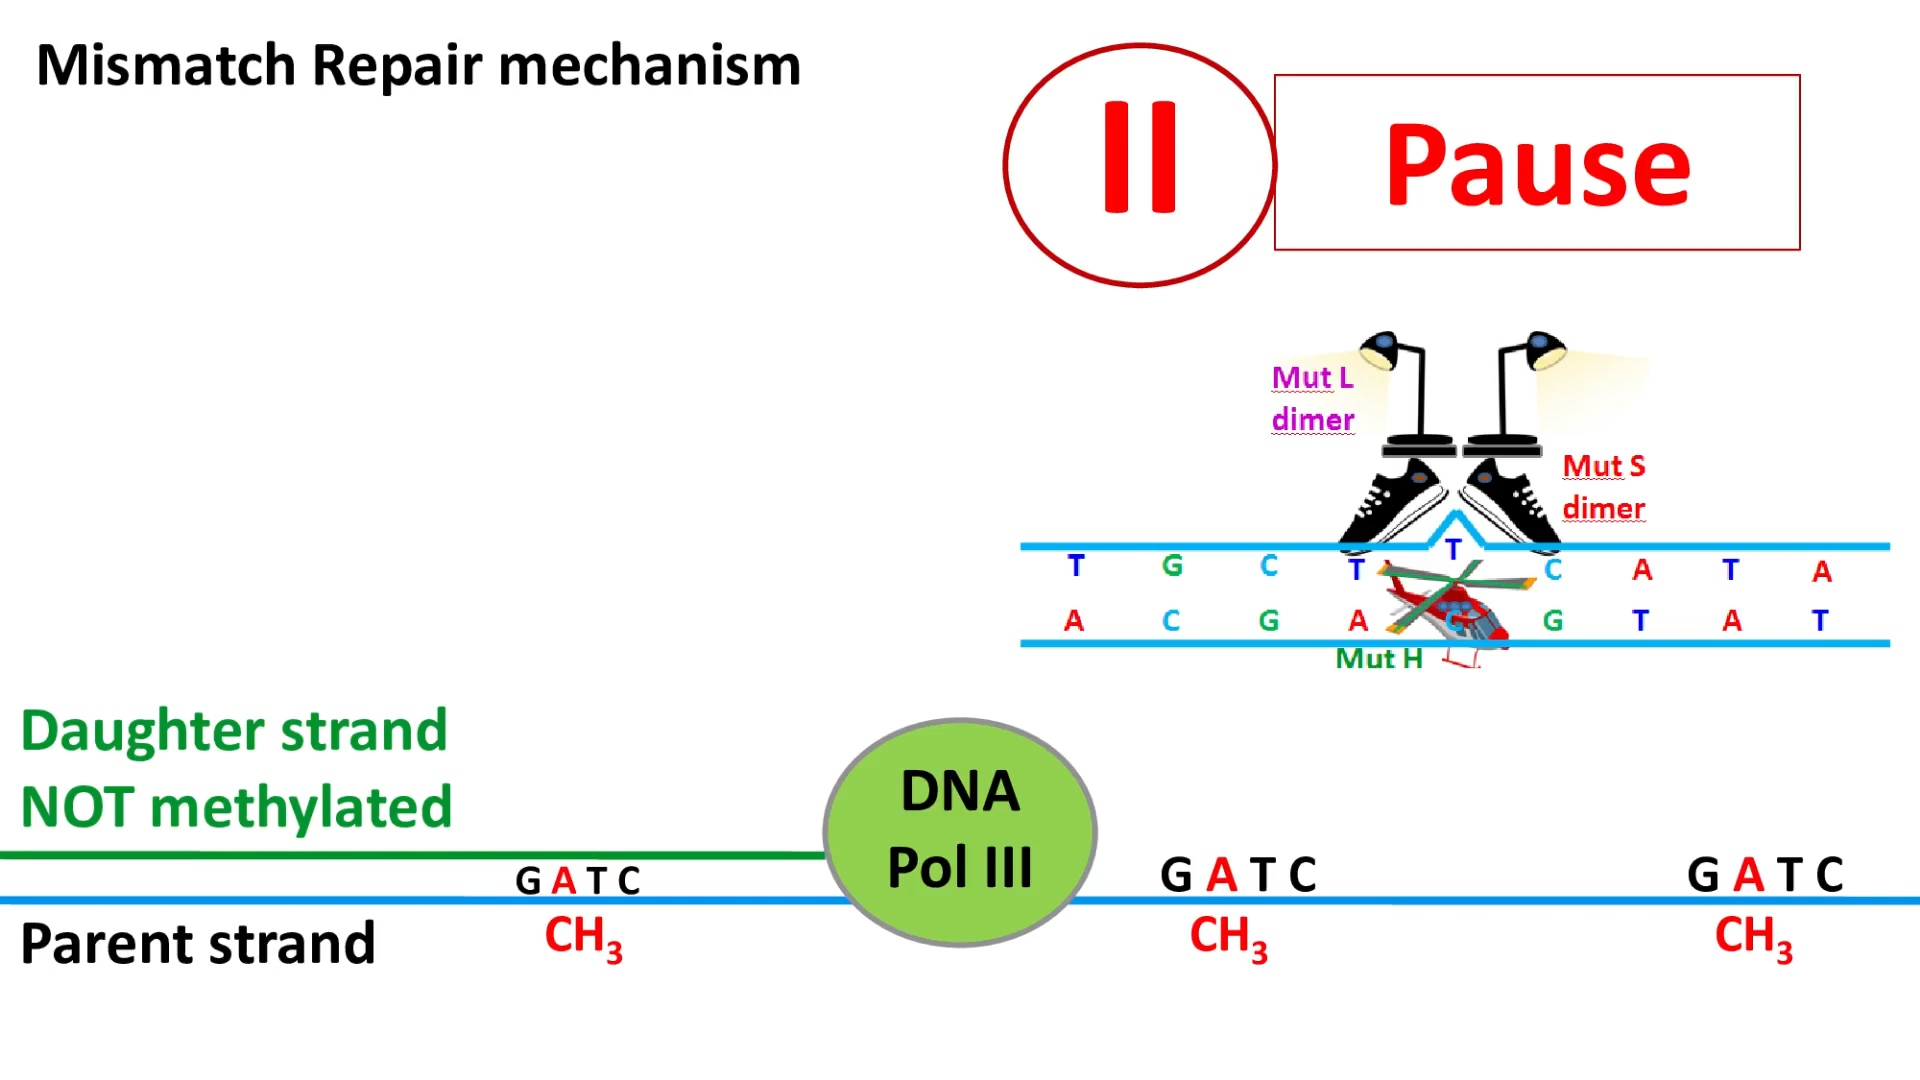 Mismatch Repair mechanism
II
Pause
Mut L
dimer
Mut S
dimer
T
T G C T C A T A
A C G A G G T A T
Mut H
Daughter strand
NOT methylated
DNA
Pol III
G A T C
G A T C
G A T C
Parent strand
CH₃
CH₃
CH₃